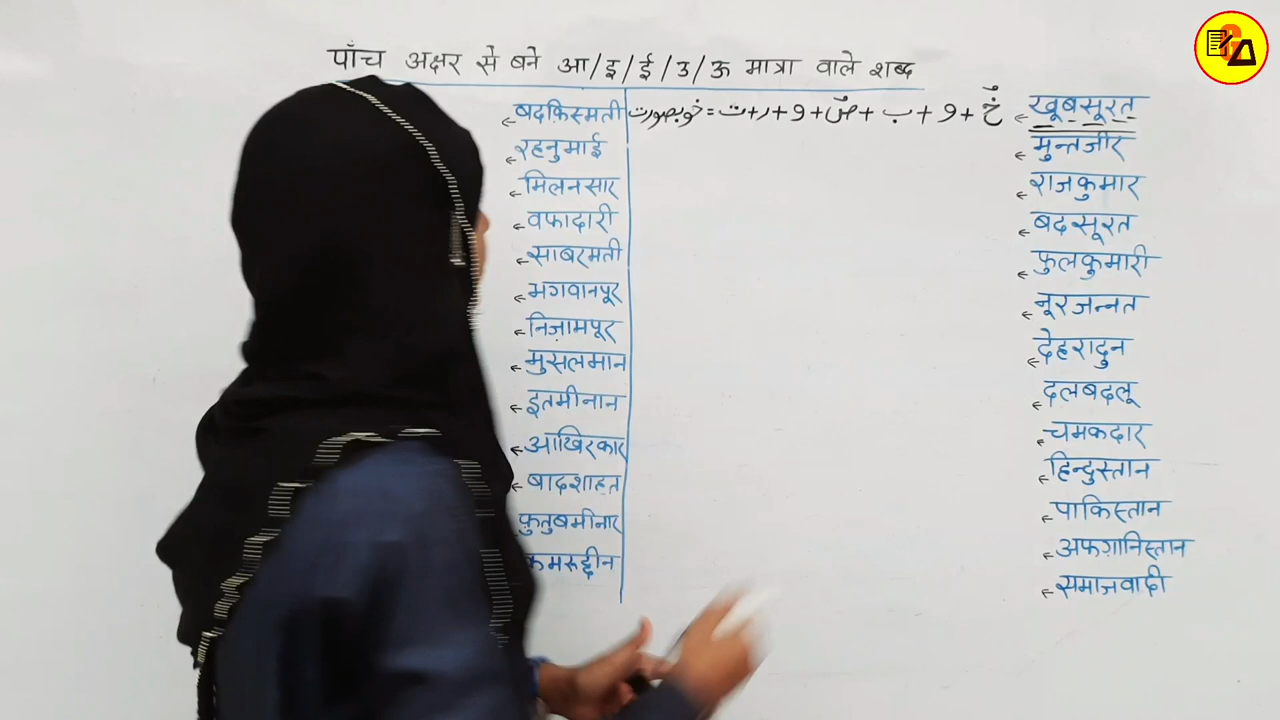 पाँच अक्षर से बने आ/इ/ई/उ/ऊ मात्रा वाले शब्द
खूबसूरत
خُ + و + ب + صُ + و + ر + ت = خوبصورت
मुन्तजीर
राजकुमार
बदसूरत
फुलकुमारी
नूरजन्नत
देहरादुन
दलबदलू
चमकदार
हिन्दुस्तान
पाकिस्तान
अफग़ानिस्तान
समाजवादी
बदकिस्मती
रहनुमाई
मिलनसार
वफादारी
साबरमती
भगवानपूर
निज़ामपूर
मुसलमान
इतमीनान
आखिरकार
बादशाहत
कुतुबमीनार
कमरुद्दीन